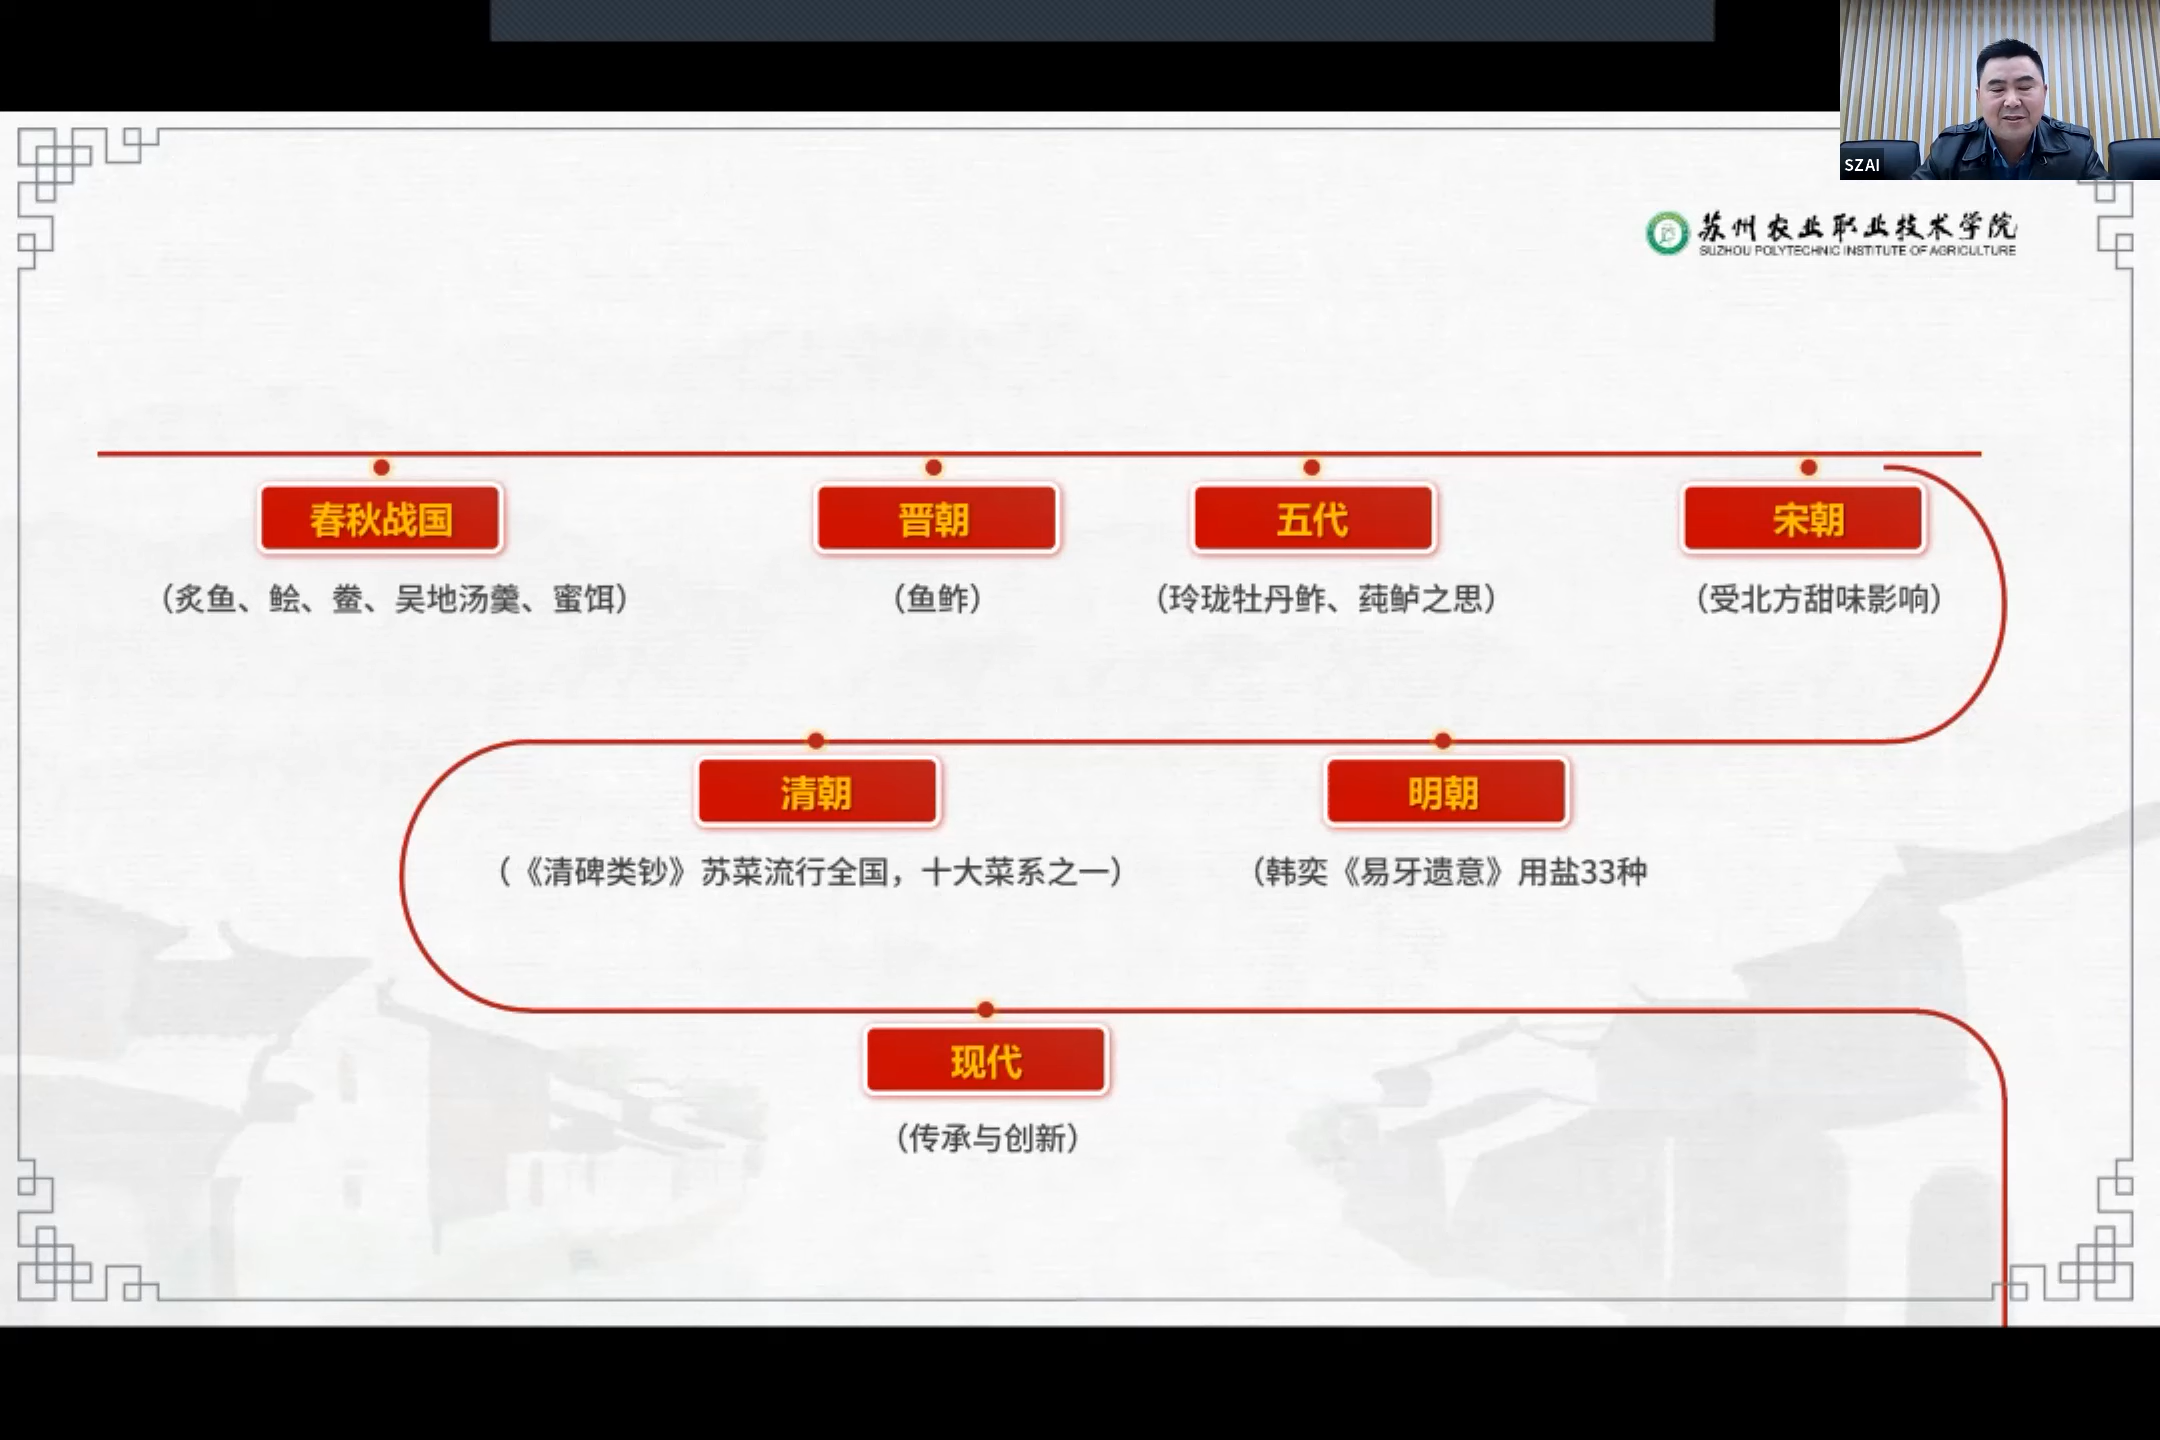 SZAI
苏州农业职业技术学院
SUZHOU POLYTECHNIC INSTITUTE OF AGRICULTURE
春秋战国
(炙鱼、鲙、鲝、吴地汤羹、蜜饵)
晋朝
(鱼鲊)
五代
(玲珑牡丹鲊、莼鲈之思)
宋朝
(受北方甜味影响)
清朝
(《清碑类钞》苏菜流行全国，十大菜系之一)
明朝
(韩奕《易牙遗意》用盐33种
现代
(传承与创新)